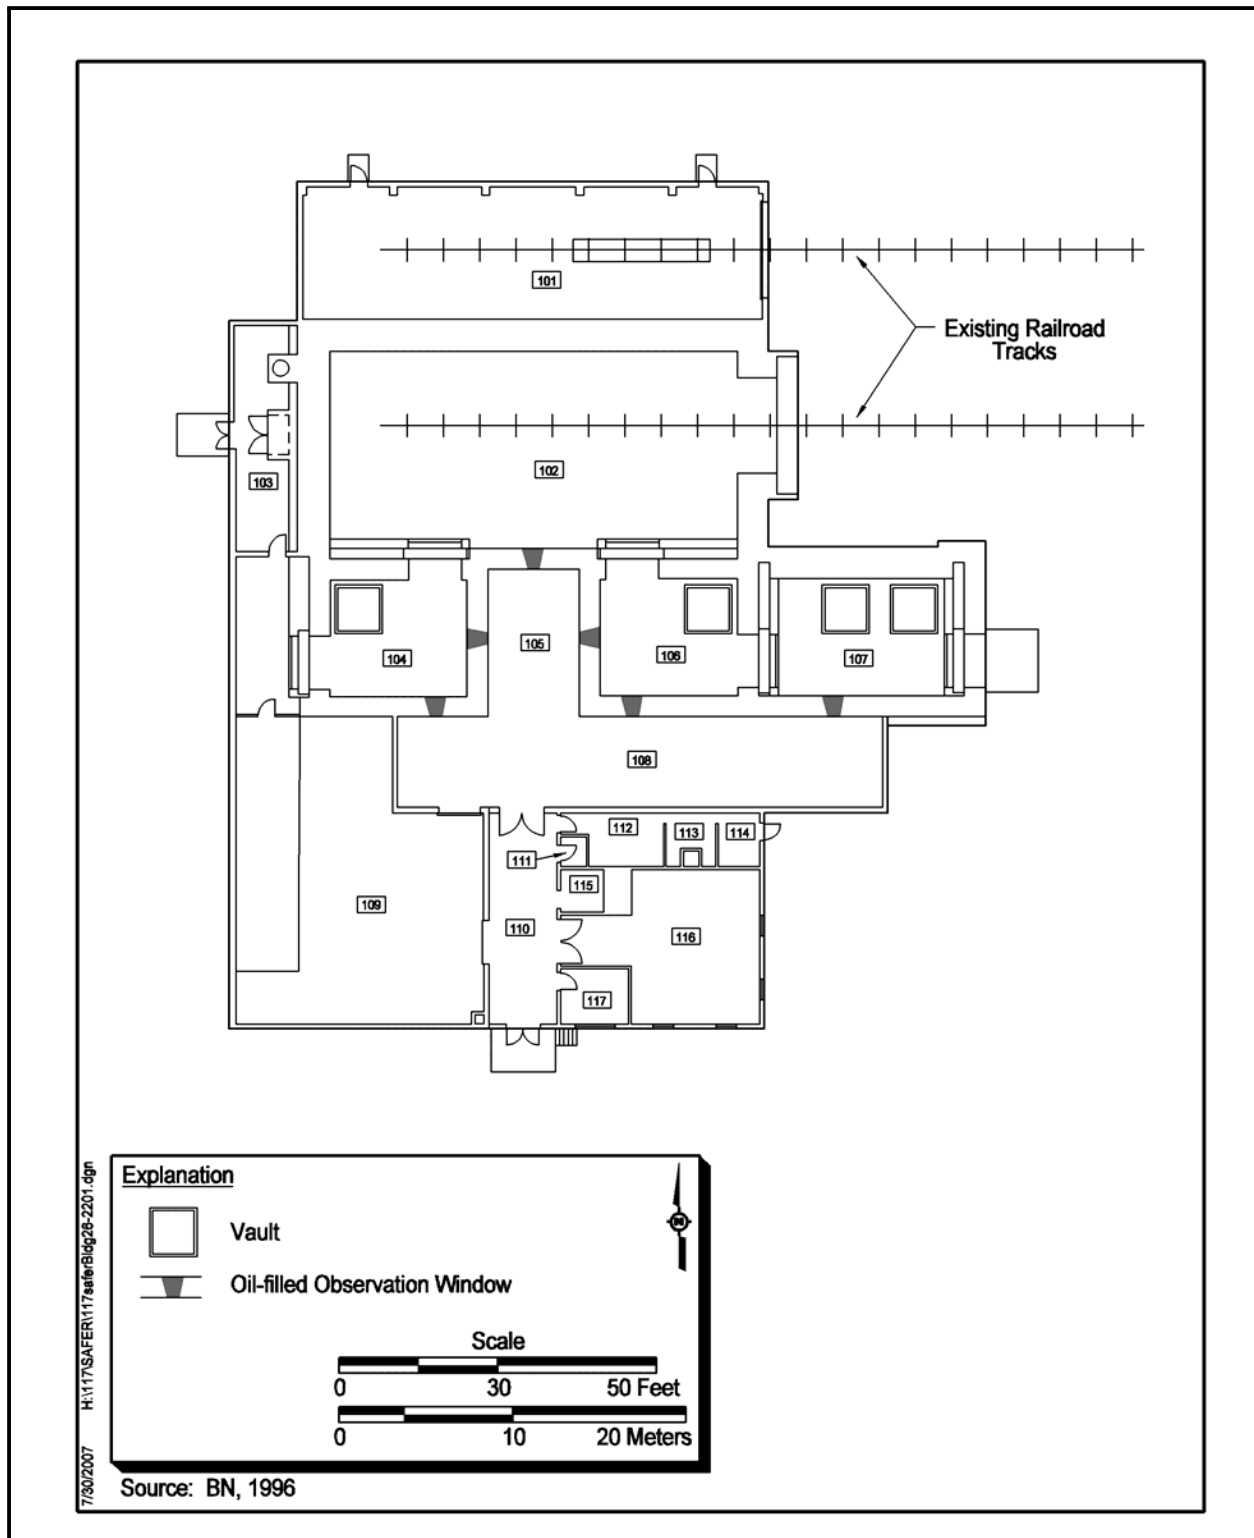 101
Existing Railroad
Tracks
102
103
104
105
106
107
108
109
110
111
112
113
114
115
116
117
Explanation
Vault
Oil-filled Observation Window
N
Scale
0 30 50 Feet
0 10 20 Meters
Source: BN, 1996
7/30/2007 H:\117\SAFER\117saferBldg26-2201.dgn